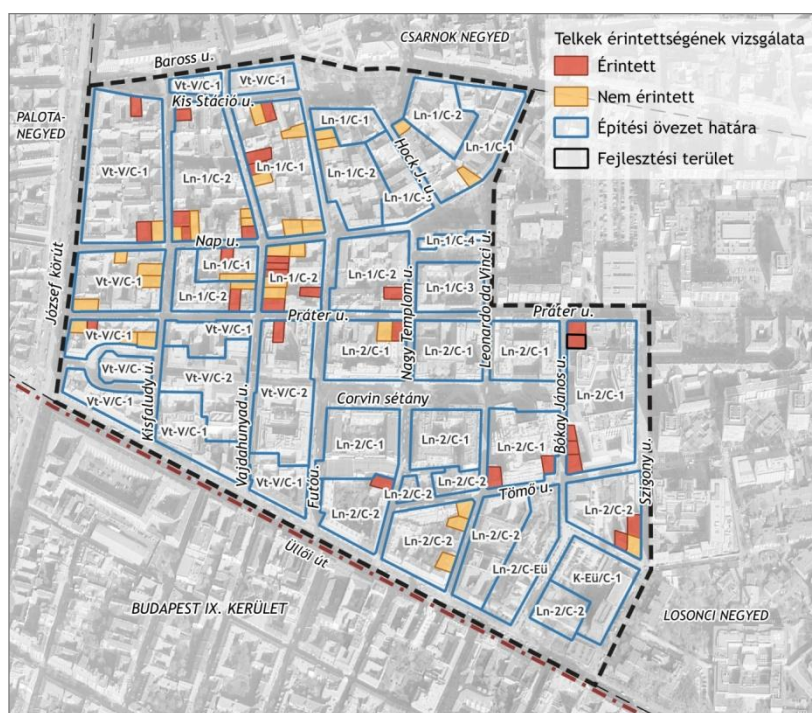 CSARNOK NEGYED
Telkek érintettségének vizsgálata
Érintett
Nem érintett
Építési övezet határa
Fejlesztési terület
Baross u.
PALOTA-
NEGYED
Vt-V/C-1
Vt-V/C-1
Kis Stáció u.
Ln-1/C-1
Ln-1/C-2
Vt-V/C-1
Ln-1/C-2
Ln-1/C-1
Ln-1/C-2
Hock J. u.
Ln-1/C-1
Ln-1/C-3
Nap u.
Ln-1/C-4
József körút
Vt-V/C-1
Ln-1/C-1
Ln-1/C-2
Ln-1/C-2
Ln-1/C-2
Ln-1/C-3
Nagy Templom u.
Leonardo da Vinci u.
Práter u.
Práter u.
Vt-V/C-1
Vt-V/C-1
Ln-2/C-1
Ln-2/C-1
Ln-2/C-1
Vt-V/C-1
Vt-V/C-2
Vt-V/C-2
Ln-2/C-1
Vt-V/C-1
Kisfaludy u.
Vajdahunyad u.
Futó u.
Corvin sétány
Bókay János u.
Szigony u.
Ln-2/C-1
Ln-2/C-1
Ln-2/C-1
Vt-V/C-1
Vt-V/C-1
Ln-2/C-2
Ln-2/C-2
Tömő u.
Ln-2/C-2
Ln-2/C-2
Ln-2/C-2
Ln-2/C-2
Üllői út
Ln-2/C-Eü
K-Eü/C-1
Ln-2/C-2
BUDAPEST IX. KERÜLET
LOSONCI NEGYED